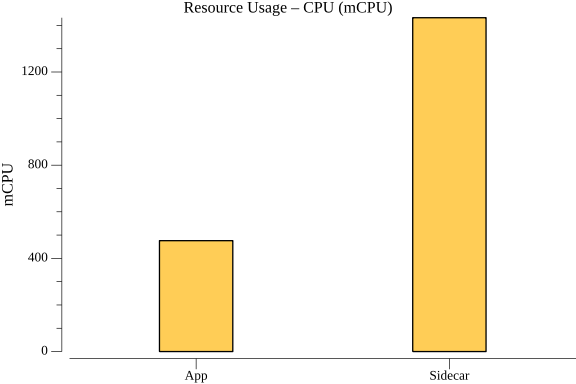 Resource Usage – CPU (mCPU)
mCPU
1200
800
400
0
App
Sidecar